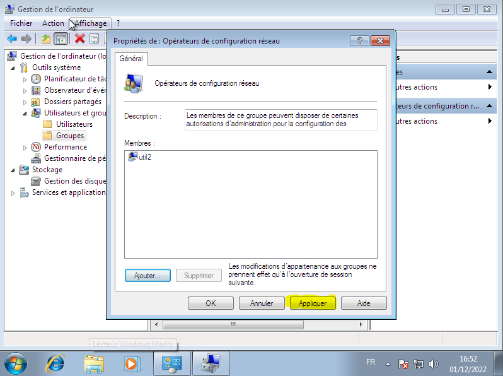 Gestion de l'ordinateur
Fichier Action Affichage ?
Gestion de l'ordinateur (lo
Outils système
Planificateur de tâc
Observateur d'évé
Dossiers partagés
Utilisateurs et grou
Utilisateurs
Groupes
Performance
Gestionnaire de pé
Stockage
Gestion des disque
Services et application
Propriétés de : Opérateurs de configuration réseau
Général
Opérateurs de configuration réseau
Description :
Les membres de ce groupe peuvent disposer de certaines
autorisations d'administration pour la configuration des
Membres :
util2
Ajouter...
Supprimer
Les modifications d'appartenance aux groupes ne
prennent effet qu'à l'ouverture de session
suivante.
OK
Annuler
Appliquer
Aide
utres actions
teurs de configuration r...
utres actions
Lecteur Windows Media
FR
16:52
01/12/2022